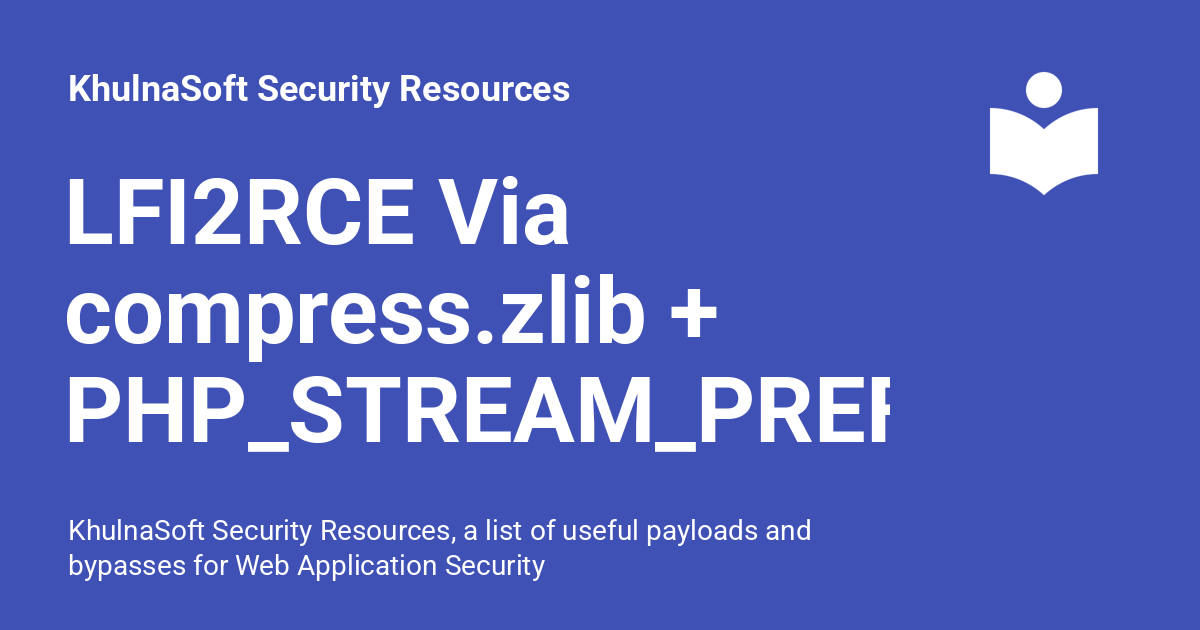 KhulnaSoft Security Resources
LFI2RCE Via
compress.zlib +
PHP_STREAM_PREF
KhulnaSoft Security Resources, a list of useful payloads and
bypasses for Web Application Security